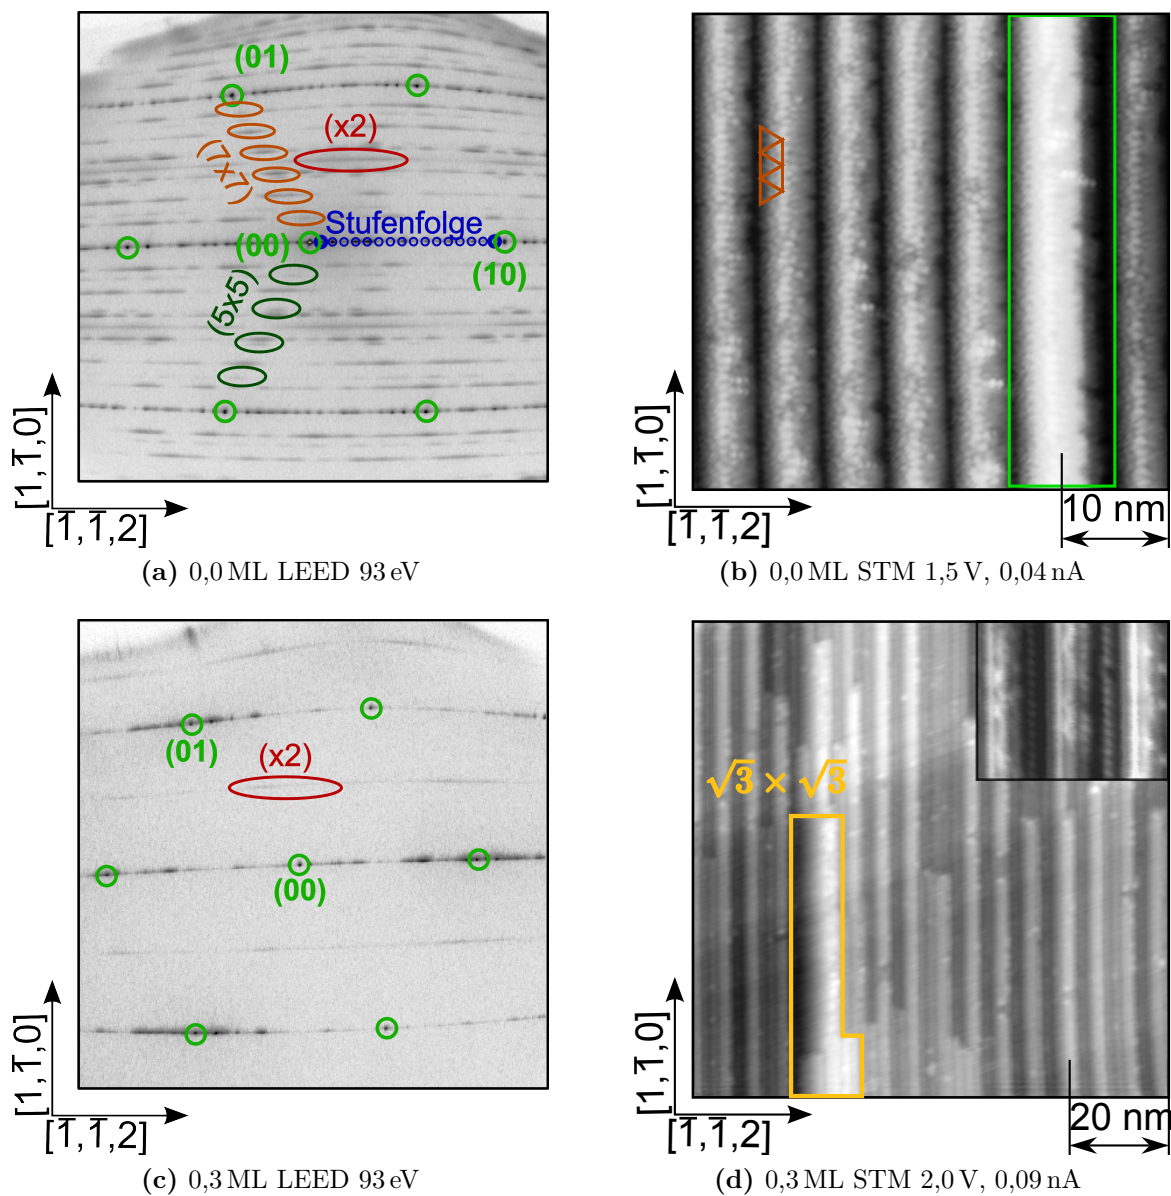 (01)
(x2)
(7x7)
Stufenfolge
(00)
(10)
(5x5)
[1,1̅,0]
[1̅,1̅,2]
(a) 0,0 ML LEED 93 eV
[1,1̅,0]
[1̅,1̅,2]
10 nm
(b) 0,0 ML STM 1,5 V, 0,04 nA
(01)
(x2)
(00)
[1,1̅,0]
[1̅,1̅,2]
(c) 0,3 ML LEED 93 eV
√3 × √3
[1,1̅,0]
[1̅,1̅,2]
20 nm
(d) 0,3 ML STM 2,0 V, 0,09 nA